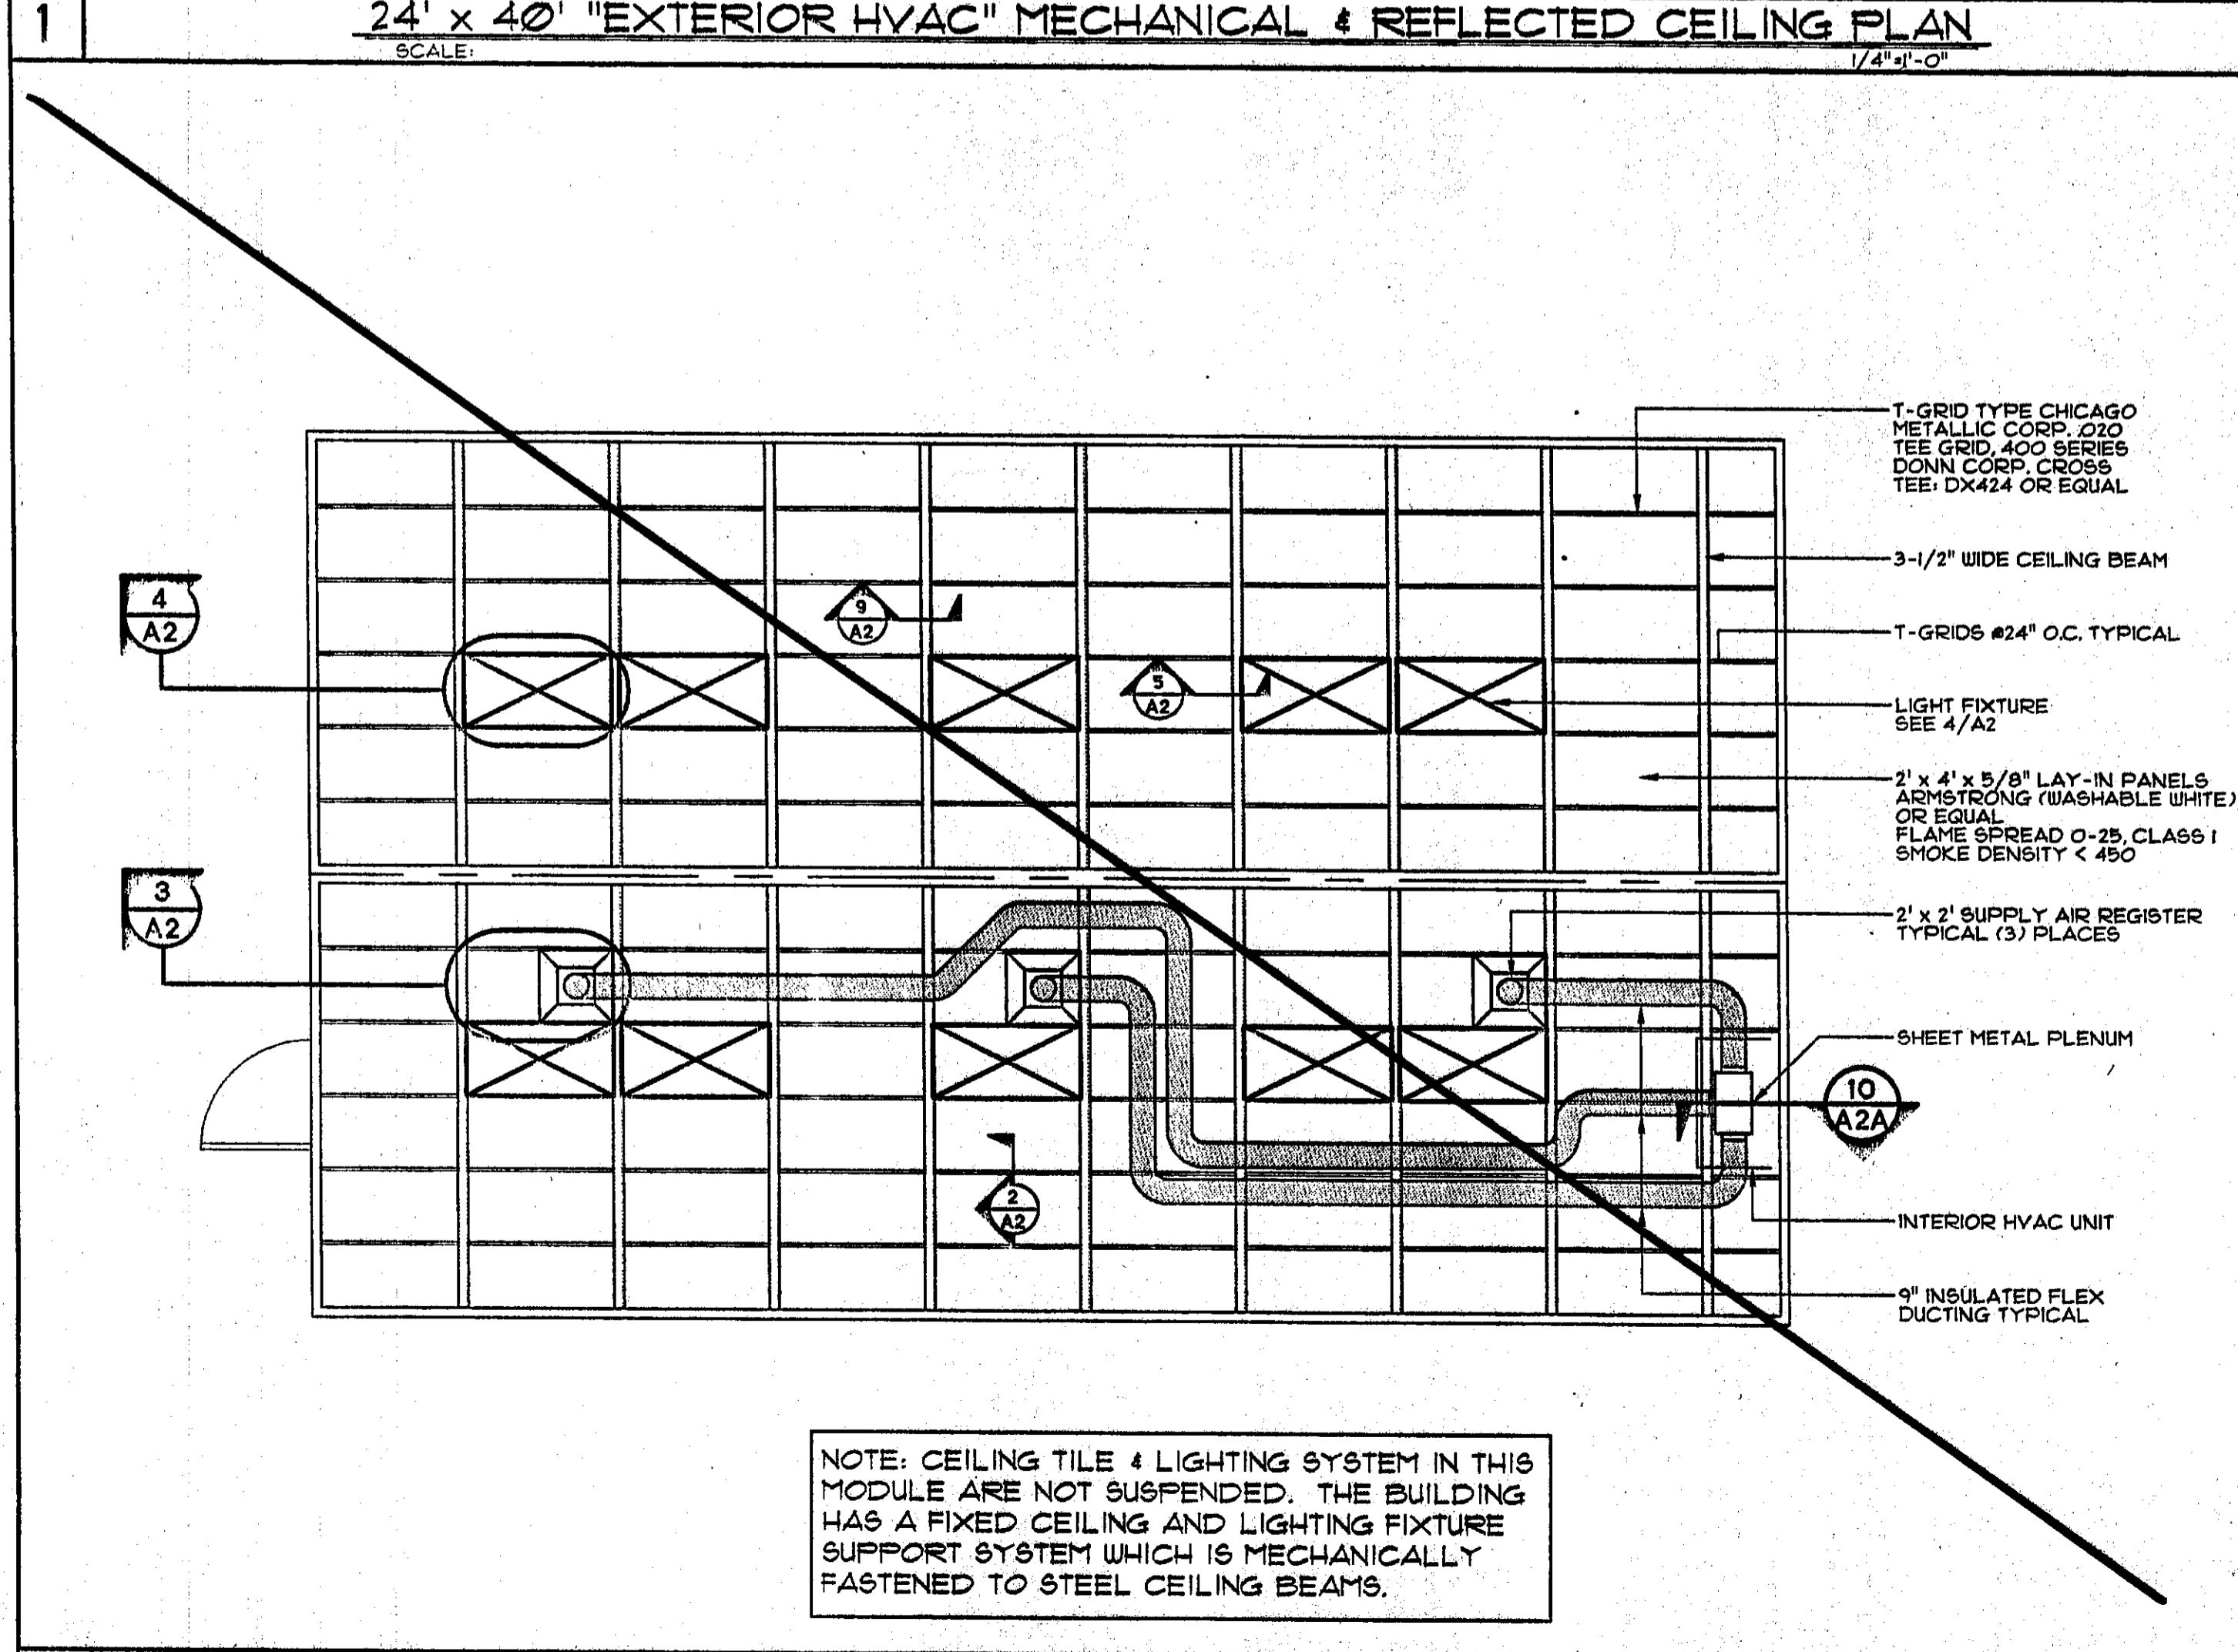 1
24' x 40' "EXTERIOR HVAC" MECHANICAL & REFLECTED CEILING PLAN
SCALE:
1/4"=1'-0"
T-GRID TYPE CHICAGO
METALLIC CORP. .020
TEE GRID, 400 SERIES
DONN CORP. CROSS
TEE: DX424 OR EQUAL
3-1/2" WIDE CEILING BEAM
T-GRIDS @24" O.C. TYPICAL
LIGHT FIXTURE
SEE 4/A2
2' x 4' x 5/8" LAY-IN PANELS
ARMSTRONG (WASHABLE WHITE)
OR EQUAL
FLAME SPREAD 0-25, CLASS 1
SMOKE DENSITY < 450
2' x 2' SUPPLY AIR REGISTER
TYPICAL (3) PLACES
SHEET METAL PLENUM
10
A2A
INTERIOR HVAC UNIT
9" INSULATED FLEX
DUCTING TYPICAL
4
A2
9
A2
5
A2
3
A2
2
A2
NOTE: CEILING TILE & LIGHTING SYSTEM IN THIS
MODULE ARE NOT SUSPENDED. THE BUILDING
HAS A FIXED CEILING AND LIGHTING FIXTURE
SUPPORT SYSTEM WHICH IS MECHANICALLY
FASTENED TO STEEL CEILING BEAMS.